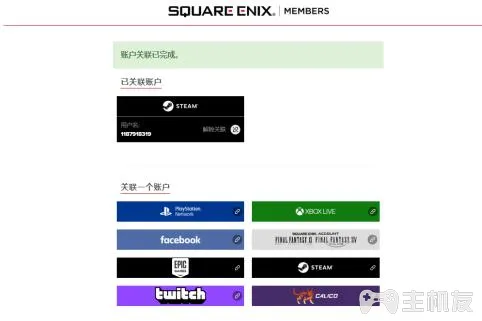 SQUARE ENIX. | MEMBERS
账户关联已完成。
已关联账户
STEAM
用户名:
1187918319
解除关联
关联一个账户
PlayStation
Network
XBOX LIVE
facebook
SQUARE ENIX ACCOUNT
FINAL FANTASY XI FINAL FANTASY XIV
EPIC
GAMES
STEAM
twitch
CALICO
主机友